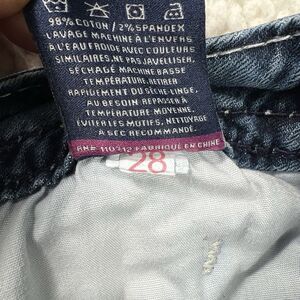 98% COTON / 2% SPANDEX
LAVAGE MACHINE À L'ENVERS
À L'EAU FROIDE AVEC COULEURS
SIMILAIRES, NE PAS JAVELLISER,
SÉCHAGE MACHINE BASSE
TEMPÉRATURE, RETIRER
RAPIDEMENT DU SÈCHE-LINGE,
AU BESOIN REPASSER À
TEMPÉRATURE MOYENNE,
ÉVITER LES MOTIFS, NETTOYAGE
À SEC RECOMMANDÉ.
RN# 110712 FABRIQUÉ EN CHINE
28